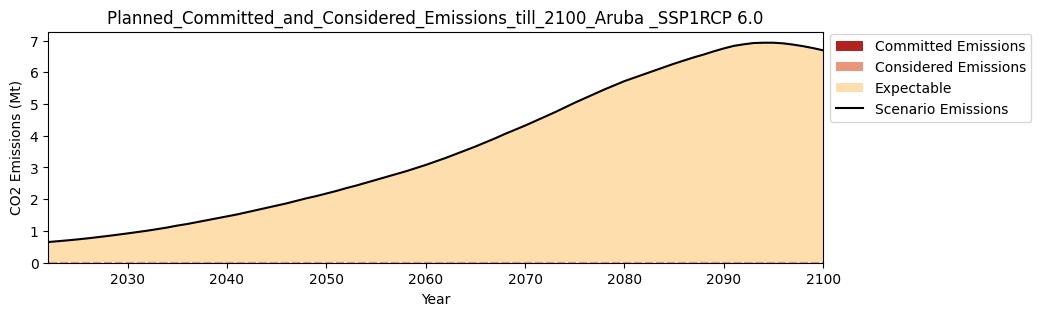 Planned_Committed_and_Considered_Emissions_till_2100_Aruba _SSP1RCP 6.0
7
6
5
4
3
2
1
0
CO2 Emissions (Mt)
2030 2040 2050 2060 2070 2080 2090 2100
Year
Committed Emissions
Considered Emissions
Expectable
Scenario Emissions